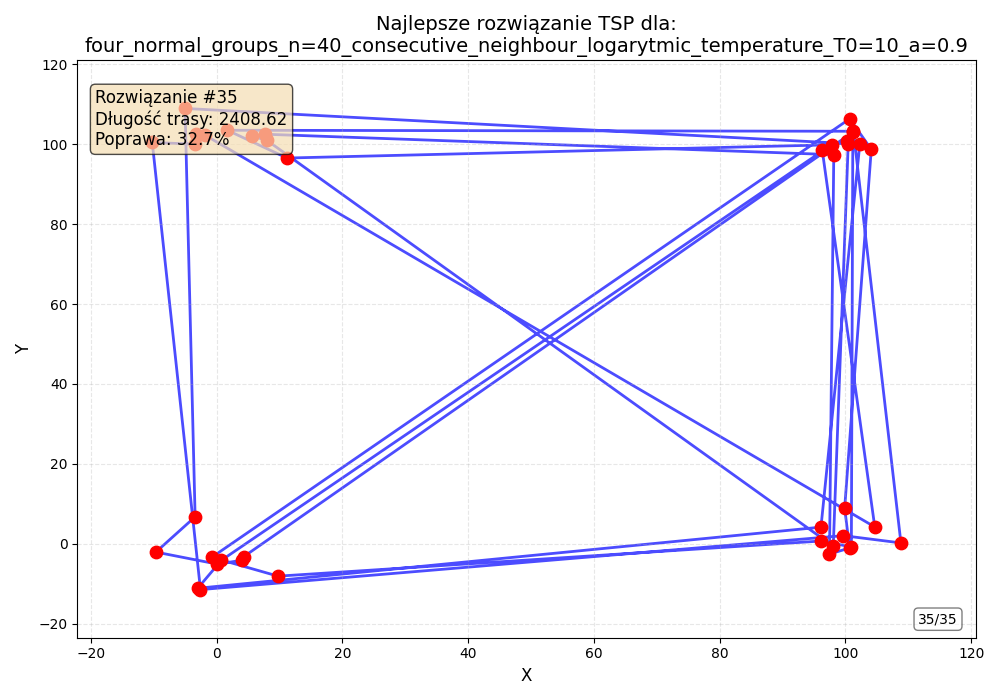 Najlepsze rozwiązanie TSP dla:
four_normal_groups_n=40_consecutive_neighbour_logarytmic_temperature_T0=10_a=0.9
Rozwiązanie #35
Długość trasy: 2408.62
Poprawa: 32.7%
120
100
80
60
40
20
0
−20
Y
−20 0 20 40 60 80 100 120
X
35/35